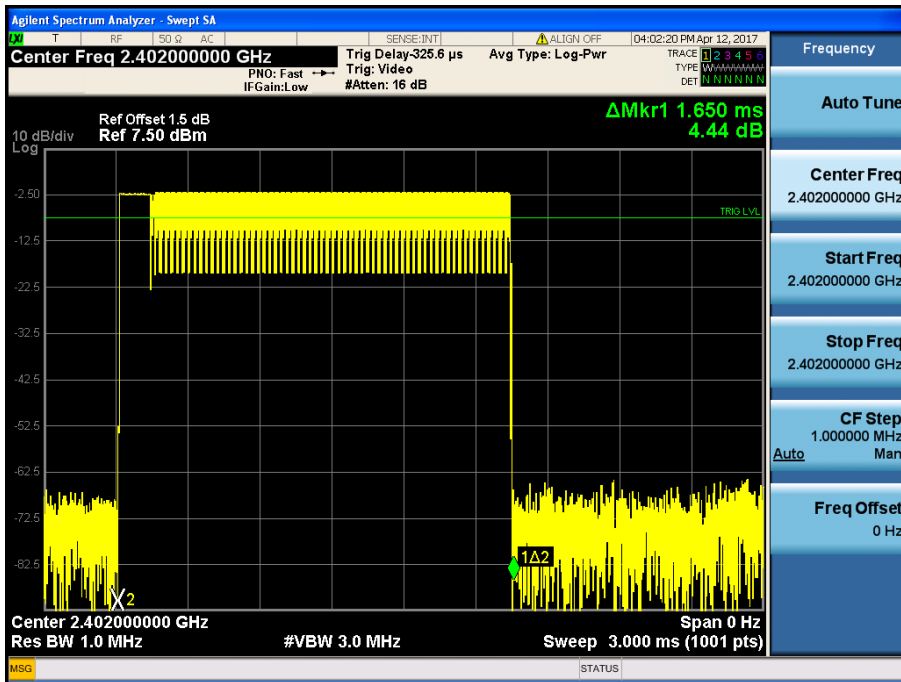 Agilent Spectrum Analyzer - Swept SA
LXI T RF 50 Ω AC SENSE:INT ALIGN OFF 04:02:20 PM Apr 12, 2017
Center Freq 2.402000000 GHz
PNO: Fast
IFGain:Low
Trig Delay-325.6 µs
Trig: Video
#Atten: 16 dB
Avg Type: Log-Pwr
TRACE 1 2 3 4 5 6
TYPE WWWWWW
DET N N N N N N
ΔMkr1 1.650 ms
4.44 dB
Ref Offset 1.5 dB
10 dB/div Ref 7.50 dBm
Log
-2.50
TRIG LVL
-12.5
-22.5
-32.5
-42.5
-52.5
-62.5
-72.5
-82.5
1Δ2
2
Center 2.402000000 GHz Span 0 Hz
Res BW 1.0 MHz #VBW 3.0 MHz Sweep 3.000 ms (1001 pts)
MSG STATUS
Frequency
Auto Tune
Center Freq
2.402000000 GHz
Start Freq
2.402000000 GHz
Stop Freq
2.402000000 GHz
CF Step
1.000000 MHz
Auto Man
Freq Offset
0 Hz